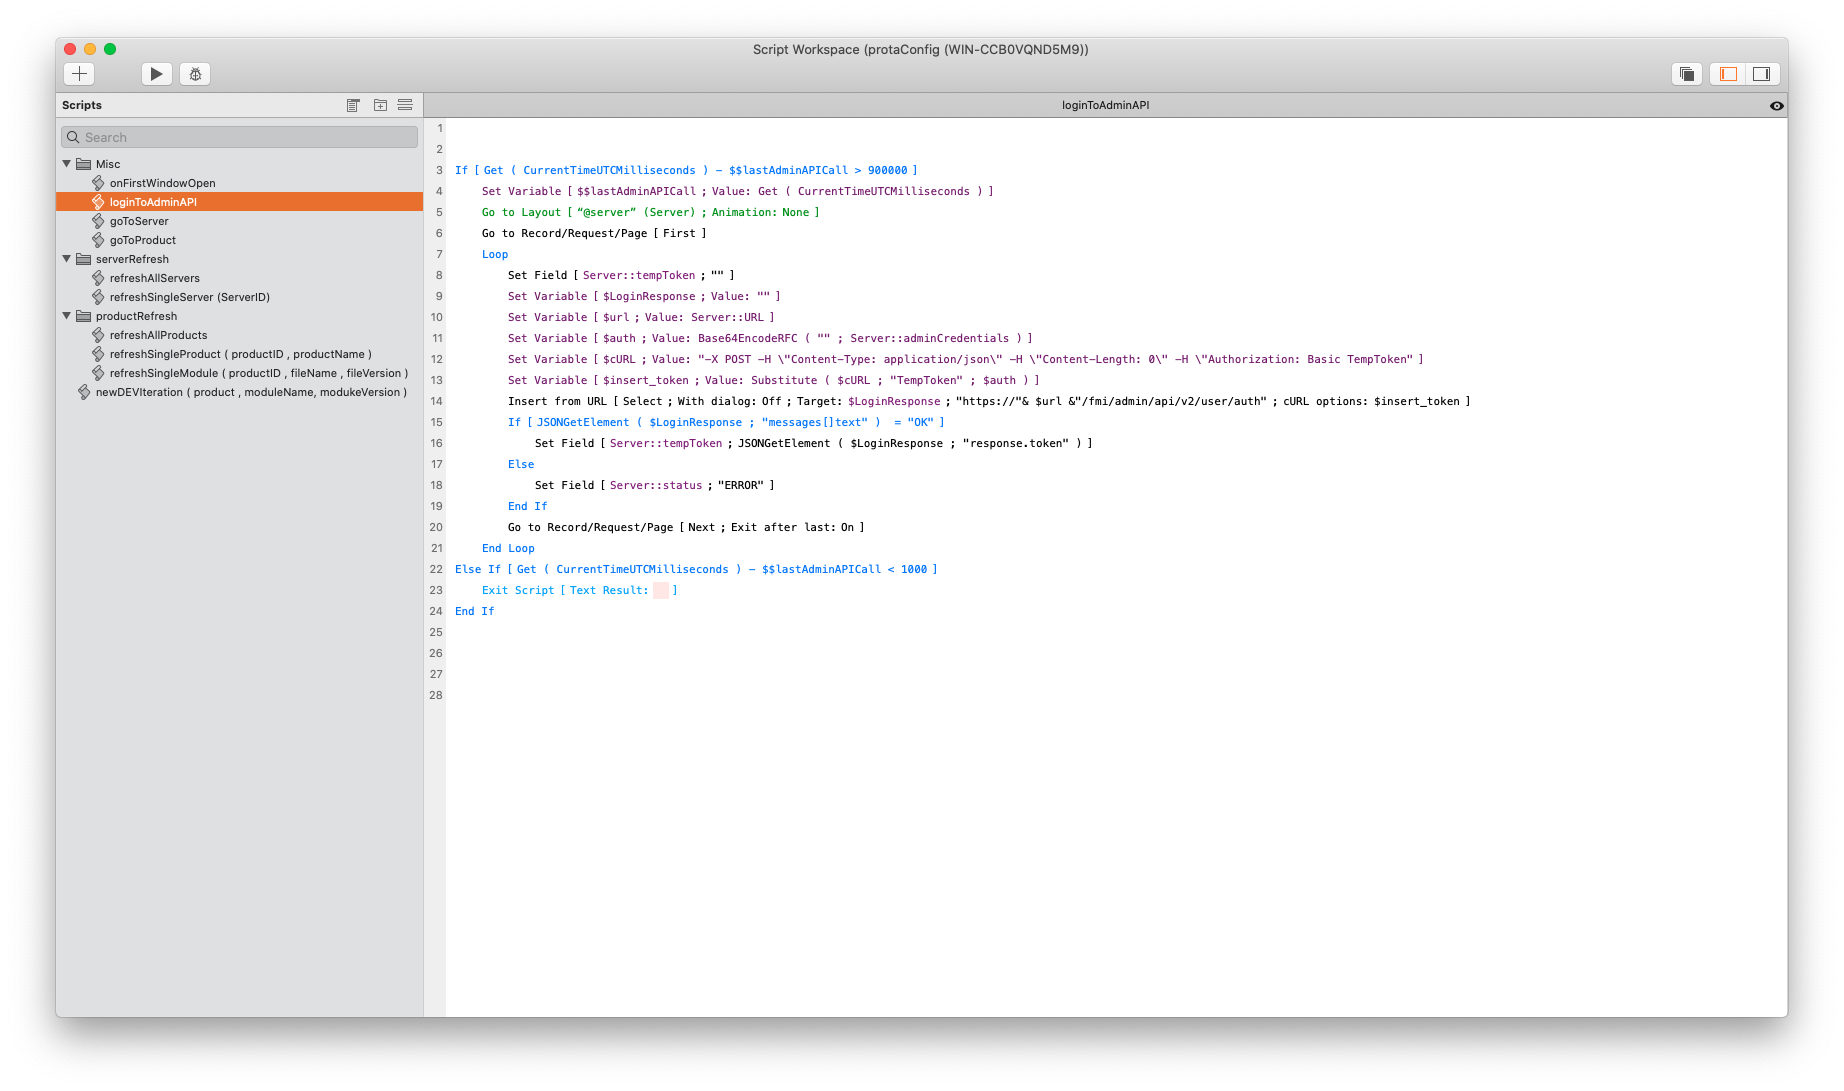 Script Workspace (protaConfig (WIN-CCB0VQND5M9))
Scripts
loginToAdminAPI
Search
Misc
onFirstWindowOpen
loginToAdminAPI
goToServer
goToProduct
serverRefresh
refreshAllServers
refreshSingleServer (ServerID)
productRefresh
refreshAllProducts
refreshSingleProduct ( productID , productName )
refreshSingleModule ( productID , fileName , fileVersion )
newDEVIteration ( product , moduleName, modukeVersion )
1
2
3 If [ Get ( CurrentTimeUTCMilliseconds ) - $$lastAdminAPICall > 900000 ]
4 Set Variable [ $$lastAdminAPICall ; Value: Get ( CurrentTimeUTCMilliseconds ) ]
5 Go to Layout [ “@server” (Server) ; Animation: None ]
6 Go to Record/Request/Page [ First ]
7 Loop
8 Set Field [ Server::tempToken ; "" ]
9 Set Variable [ $LoginResponse ; Value: "" ]
10 Set Variable [ $url ; Value: Server::URL ]
11 Set Variable [ $auth ; Value: Base64EncodeRFC ( "" ; Server::adminCredentials ) ]
12 Set Variable [ $cURL ; Value: "-X POST -H \"Content-Type: application/json\" -H \"Content-Length: 0\" -H \"Authorization: Basic TempToken" ]
13 Set Variable [ $insert_token ; Value: Substitute ( $cURL ; "TempToken" ; $auth ) ]
14 Insert from URL [ Select ; With dialog: Off ; Target: $LoginResponse ; "https://"& $url &"/fmi/admin/api/v2/user/auth" ; cURL options: $insert_token ]
15 If [ JSONGetElement ( $LoginResponse ; "messages[]text" ) = "OK" ]
16 Set Field [ Server::tempToken ; JSONGetElement ( $LoginResponse ; "response.token" ) ]
17 Else
18 Set Field [ Server::status ; "ERROR" ]
19 End If
20 Go to Record/Request/Page [ Next ; Exit after last: On ]
21 End Loop
22 Else If [ Get ( CurrentTimeUTCMilliseconds ) - $$lastAdminAPICall < 1000 ]
23 Exit Script [ Text Result: ]
24 End If
25
26
27
28